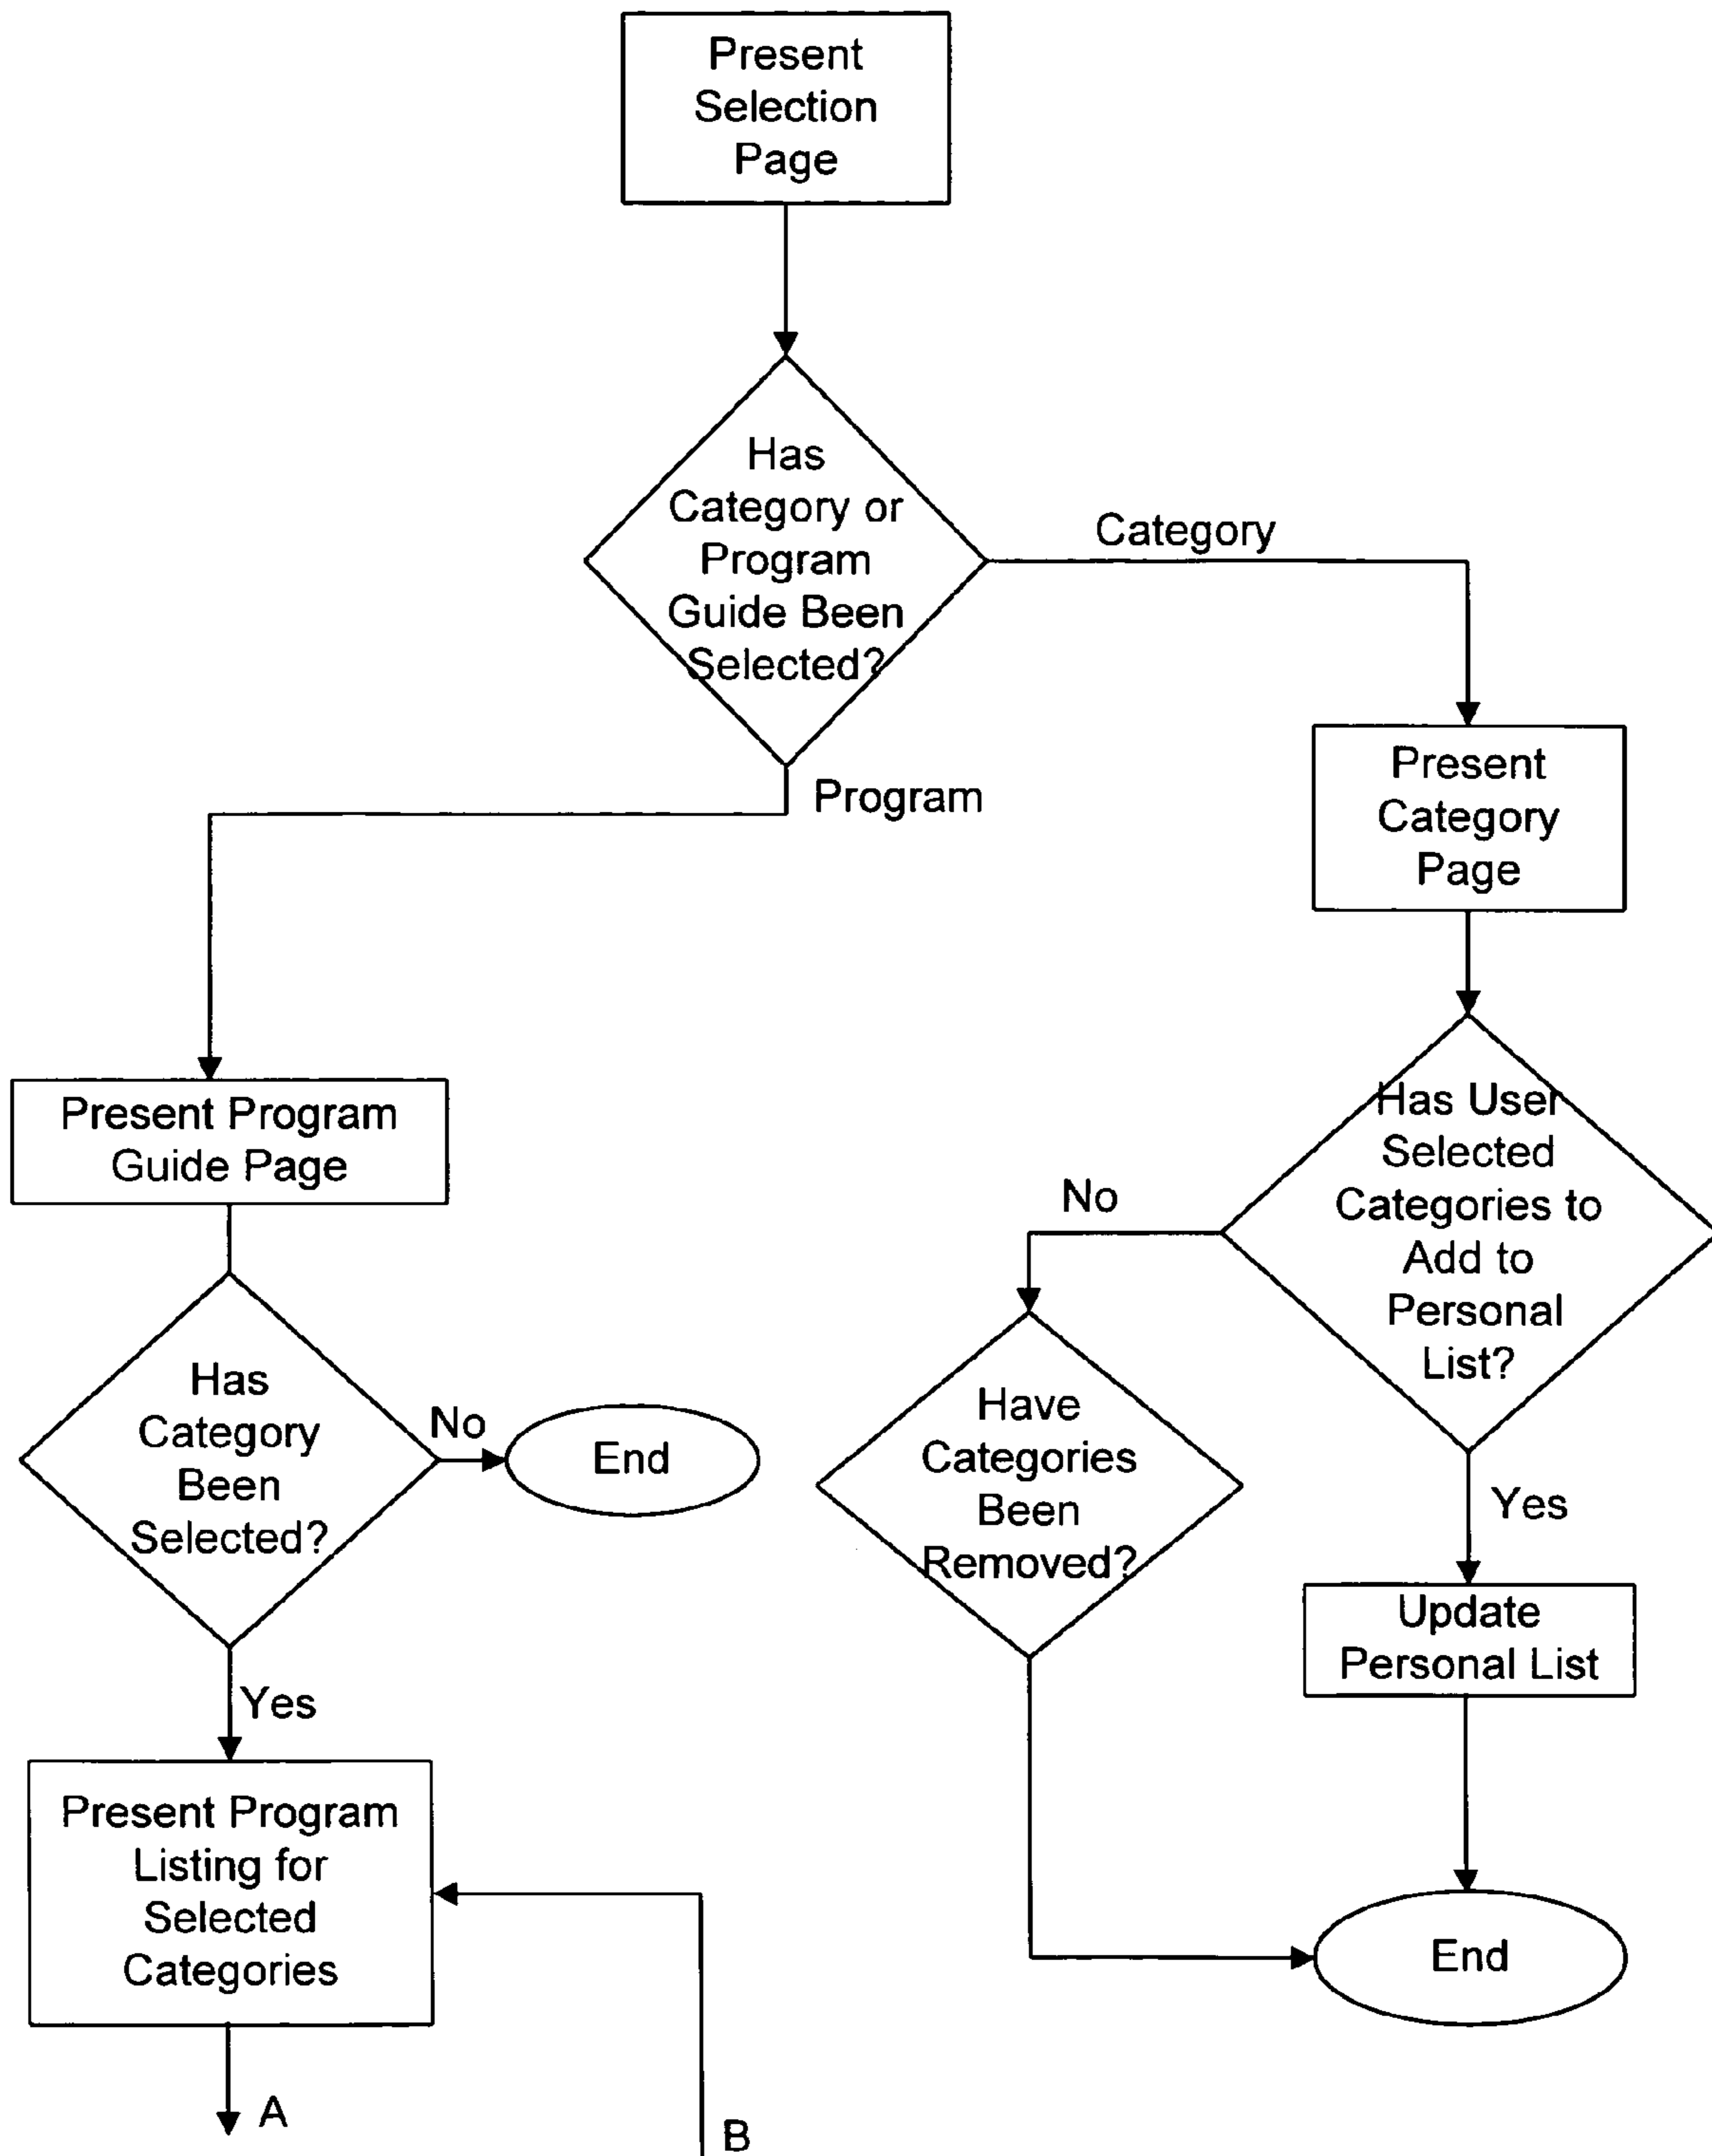 Present
Selection
Page
Has
Category or
Program
Guide Been
Selected?
Category
Program
Present
Category
Page
Present Program
Guide Page
Has User
Selected
Categories to
Add to
Personal
List?
No
Has
Category
Been
Selected?
No
End
Have
Categories
Been
Removed?
Yes
Update
Personal List
Yes
Present Program
Listing for
Selected
Categories
End
A
B